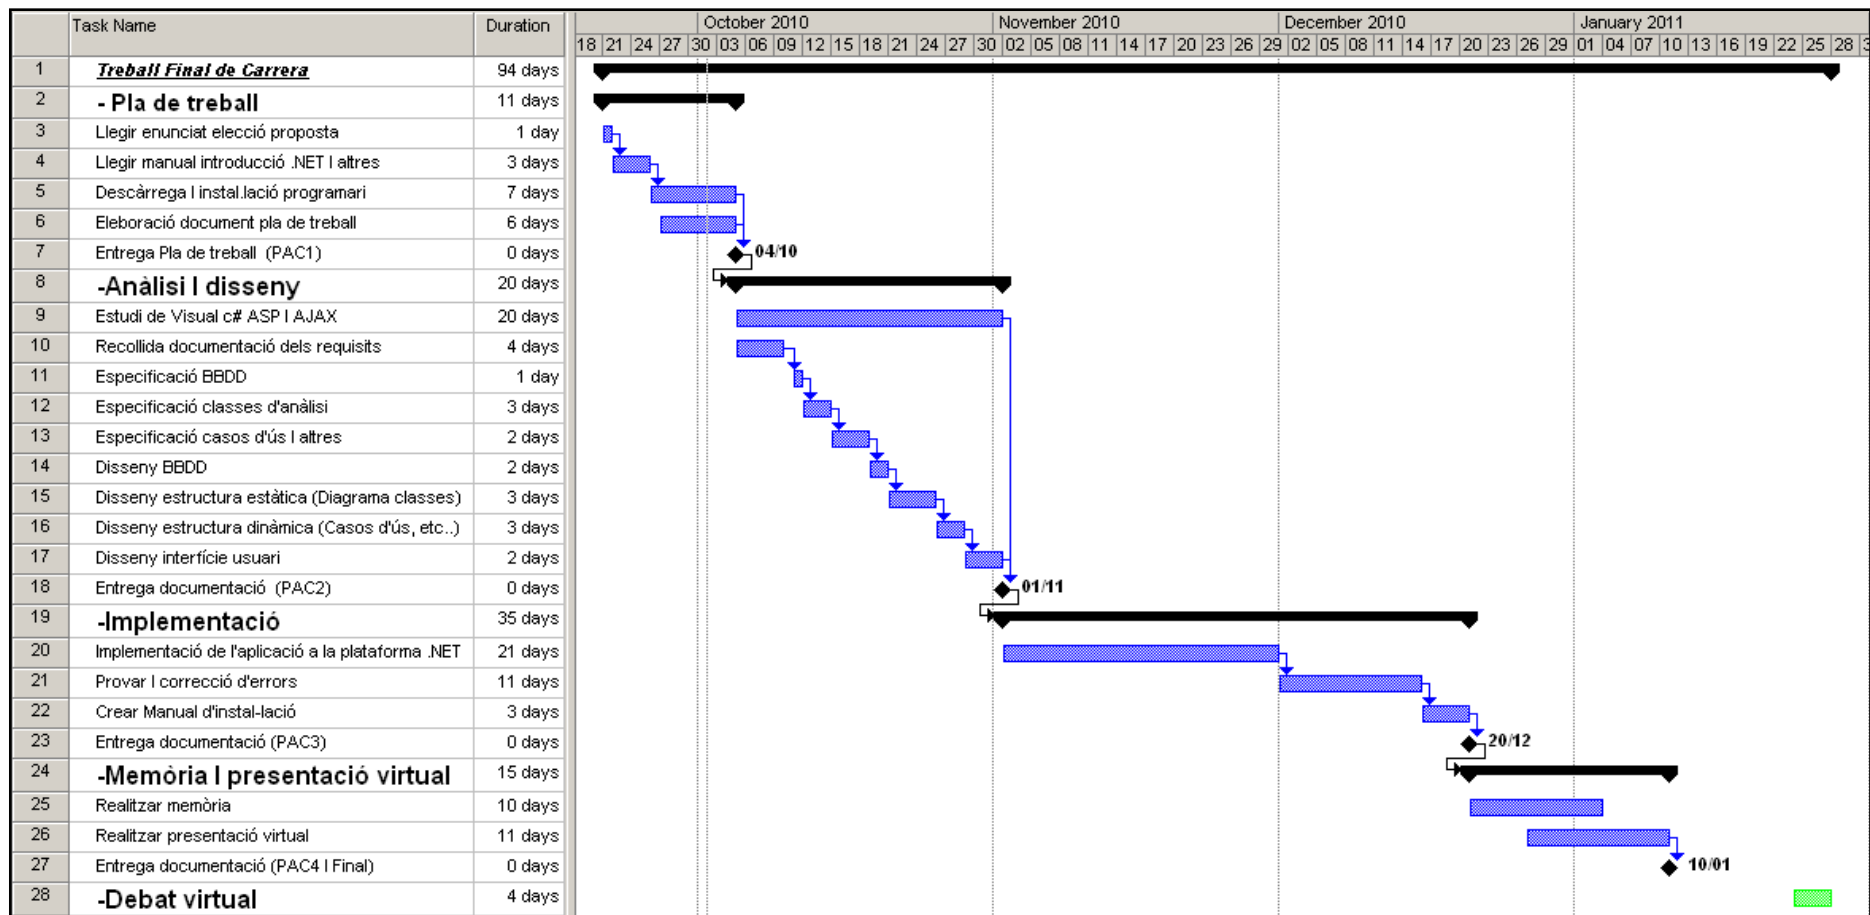 Task Name Duration October 2010 November 2010 December 2010 January 2011
18 21 24 27 30 03 06 09 12 15 18 21 24 27 30 02 05 08 11 14 17 20 23 26 29 02 05 08 11 14 17 20 23 26 29 01 04 07 10 13 16 19 22 25 28 3
1 Treball Final de Carrera 94 days
2 - Pla de treball 11 days
3 Llegir enunciat elecció proposta 1 day
4 Llegir manual introducció .NET I altres 3 days
5 Descàrrega I instal.lació programari 7 days
6 Eleboració document pla de treball 6 days
7 Entrega Pla de treball (PAC1) 0 days 04/10
8 -Anàlisi I disseny 20 days
9 Estudi de Visual c# ASP I AJAX 20 days
10 Recollida documentació dels requisits 4 days
11 Especificació BBDD 1 day
12 Especificació classes d'anàlisi 3 days
13 Especificació casos d'ús I altres 2 days
14 Disseny BBDD 2 days
15 Disseny estructura estàtica (Diagrama classes) 3 days
16 Disseny estructura dinàmica (Casos d'ús, etc..) 3 days
17 Disseny interfície usuari 2 days
18 Entrega documentació (PAC2) 0 days 01/11
19 -Implementació 35 days
20 Implementació de l'aplicació a la plataforma .NET 21 days
21 Provar I correcció d'errors 11 days
22 Crear Manual d'instal-lació 3 days
23 Entrega documentació (PAC3) 0 days 20/12
24 -Memòria I presentació virtual 15 days
25 Realitzar memòria 10 days
26 Realitzar presentació virtual 11 days
27 Entrega documentació (PAC4 I Final) 0 days 10/01
28 -Debat virtual 4 days